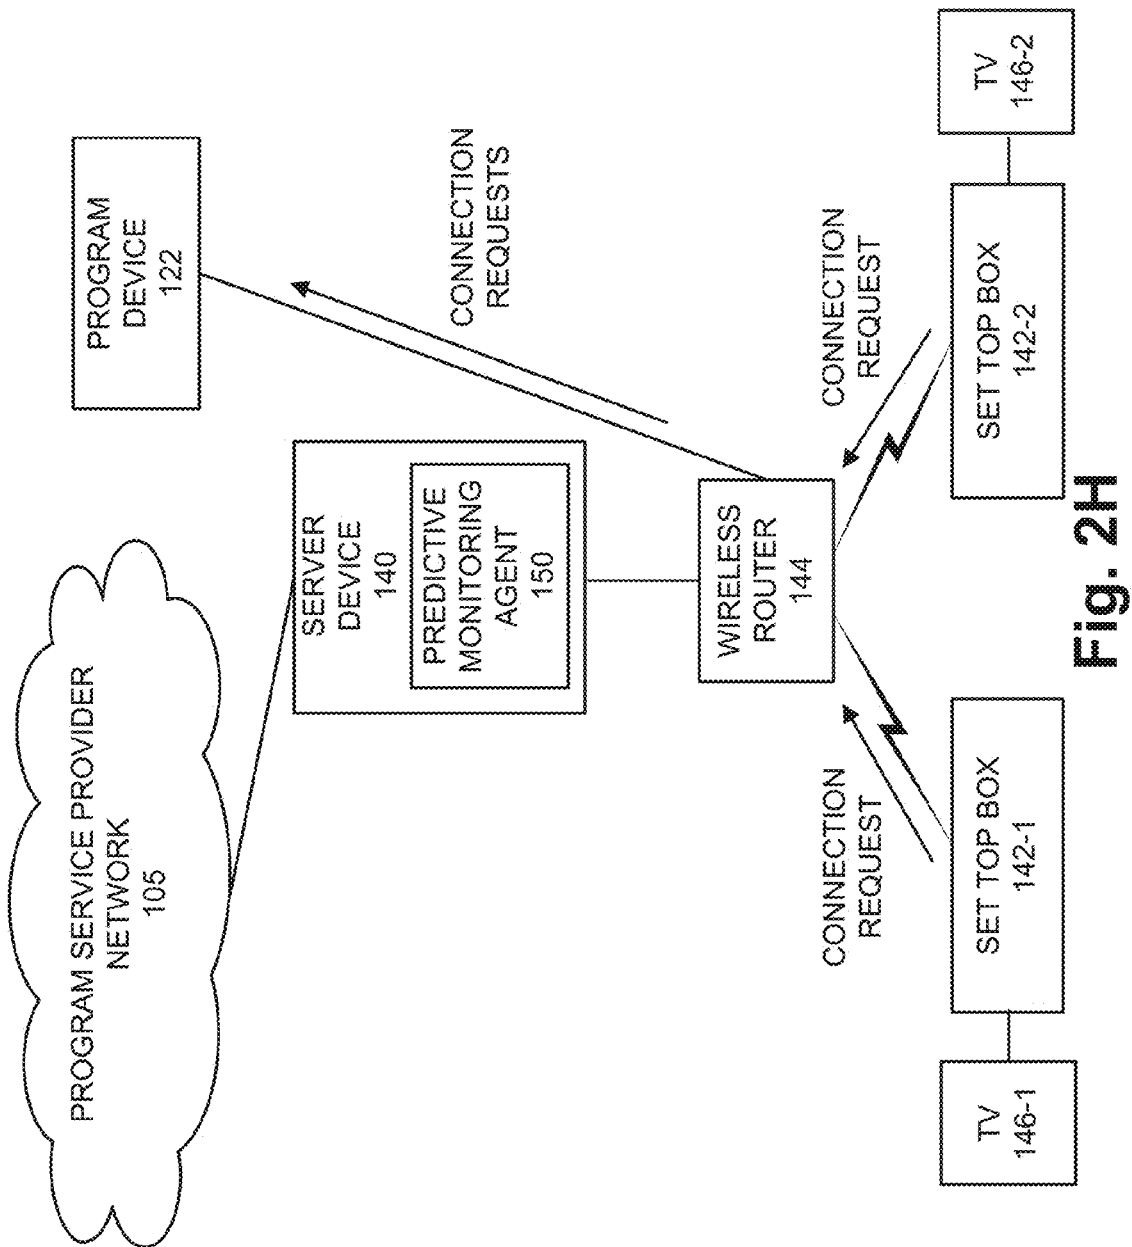 PROGRAM SERVICE PROVIDER
NETWORK
105
PROGRAM
DEVICE
122
SERVER
DEVICE
140
PREDICTIVE
MONITORING
AGENT
150
CONNECTION
REQUESTS
WIRELESS
ROUTER
144
CONNECTION
REQUEST
CONNECTION
REQUEST
TV
146-1
SET TOP BOX
142-1
SET TOP BOX
142-2
TV
146-2
Fig. 2H